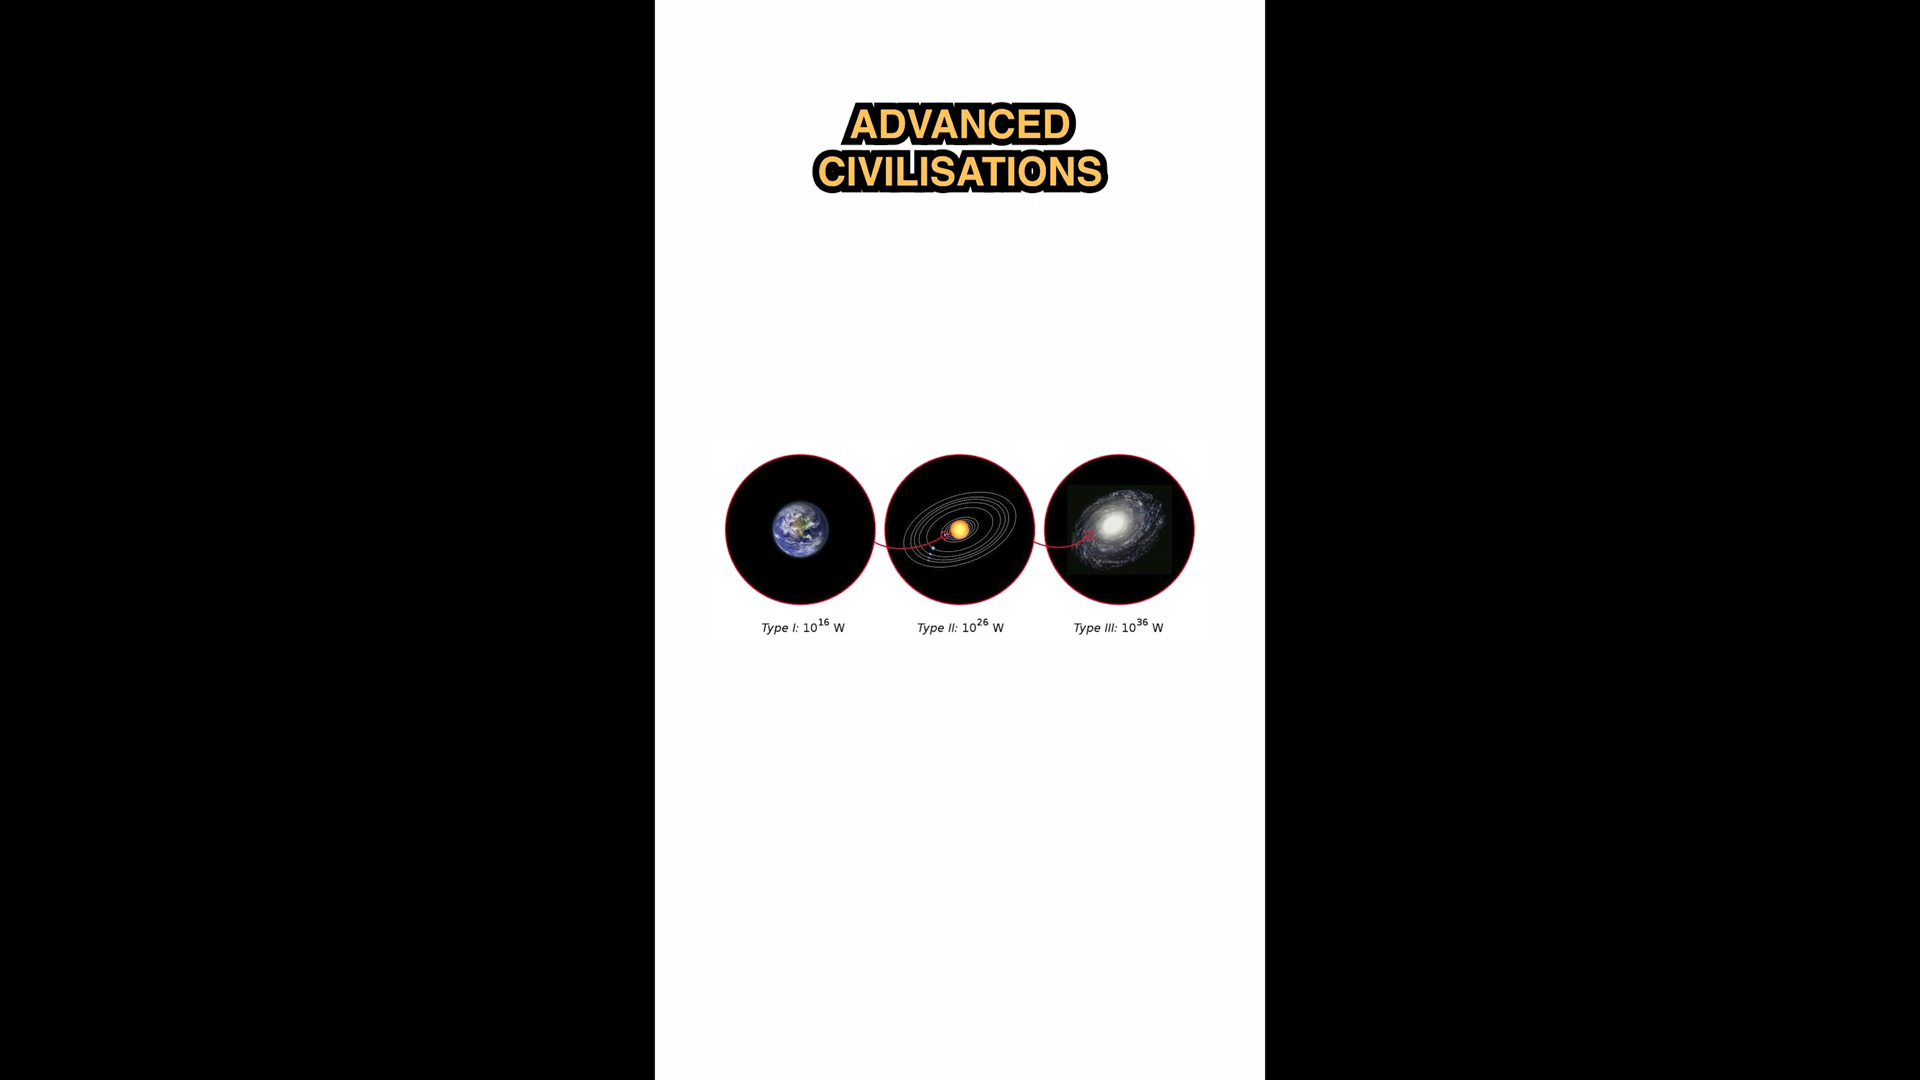 ADVANCED
CIVILISATIONS
Type I: 10^16 W
Type II: 10^26 W
Type III: 10^36 W